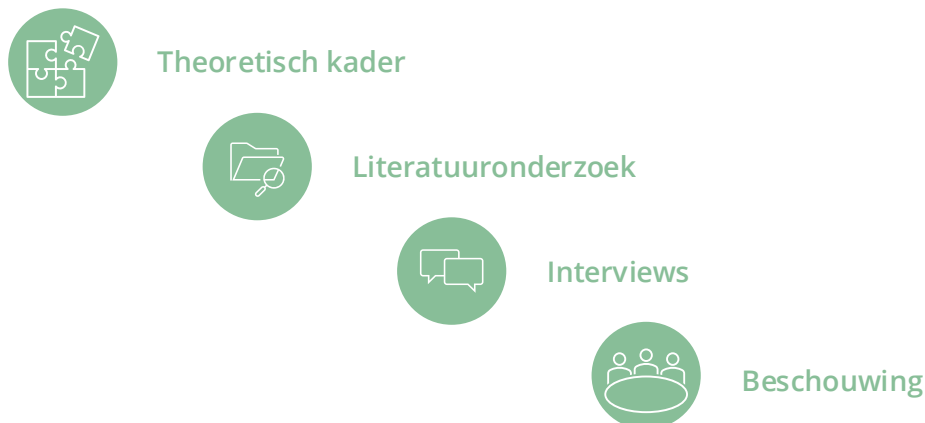 Theoretisch kader
Literatuuronderzoek
Interviews
Beschouwing